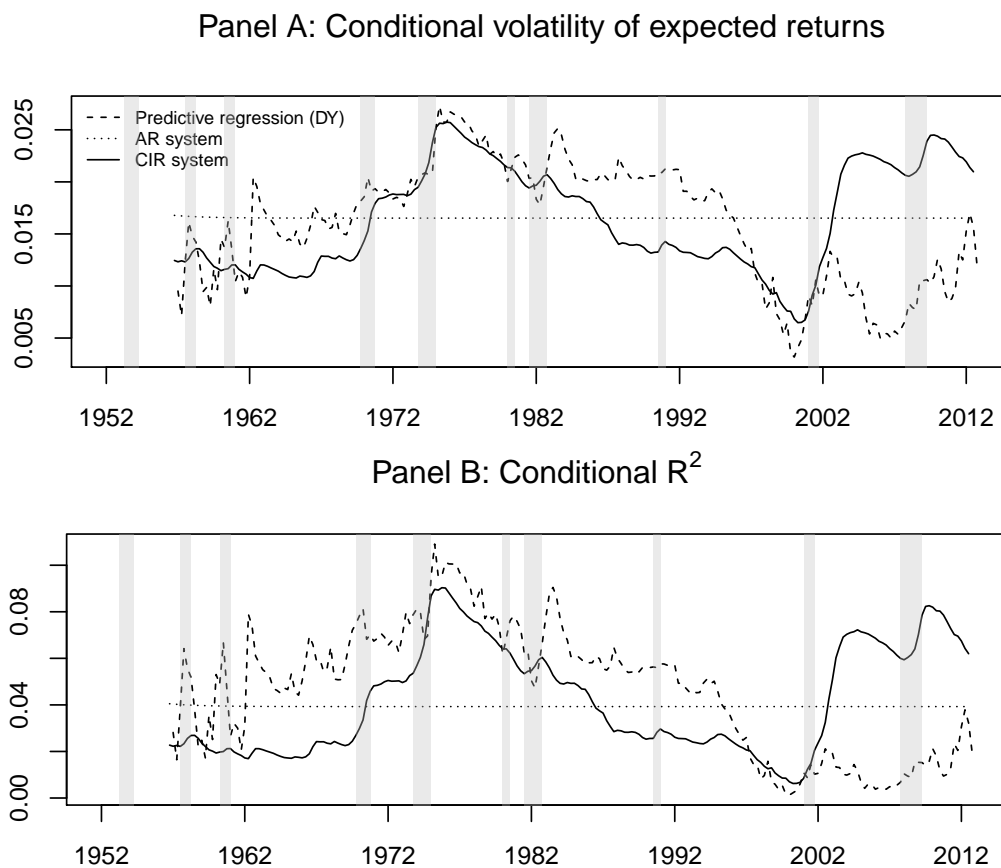 Panel A: Conditional volatility of expected returns
0.025
0.015
0.005
Predictive regression (DY)
AR system
CIR system
1952 1962 1972 1982 1992 2002 2012
Panel B: Conditional R²
0.08
0.04
0.00
1952 1962 1972 1982 1992 2002 2012